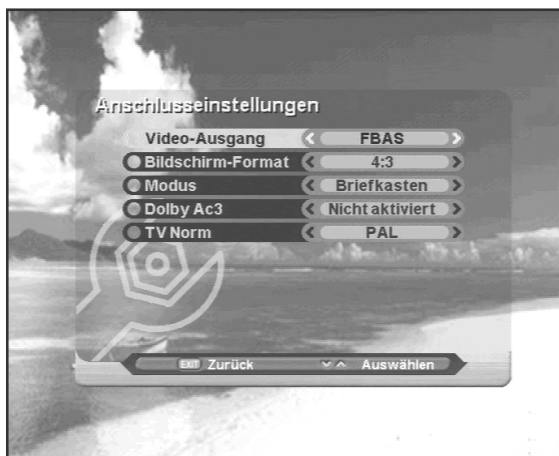 Anschlusseinstellungen
Video-Ausgang FBAS
Bildschirm-Format 4:3
Modus Briefkasten
Dolby Ac3 Nicht aktiviert
TV Norm PAL
EXIT Zurück Auswählen